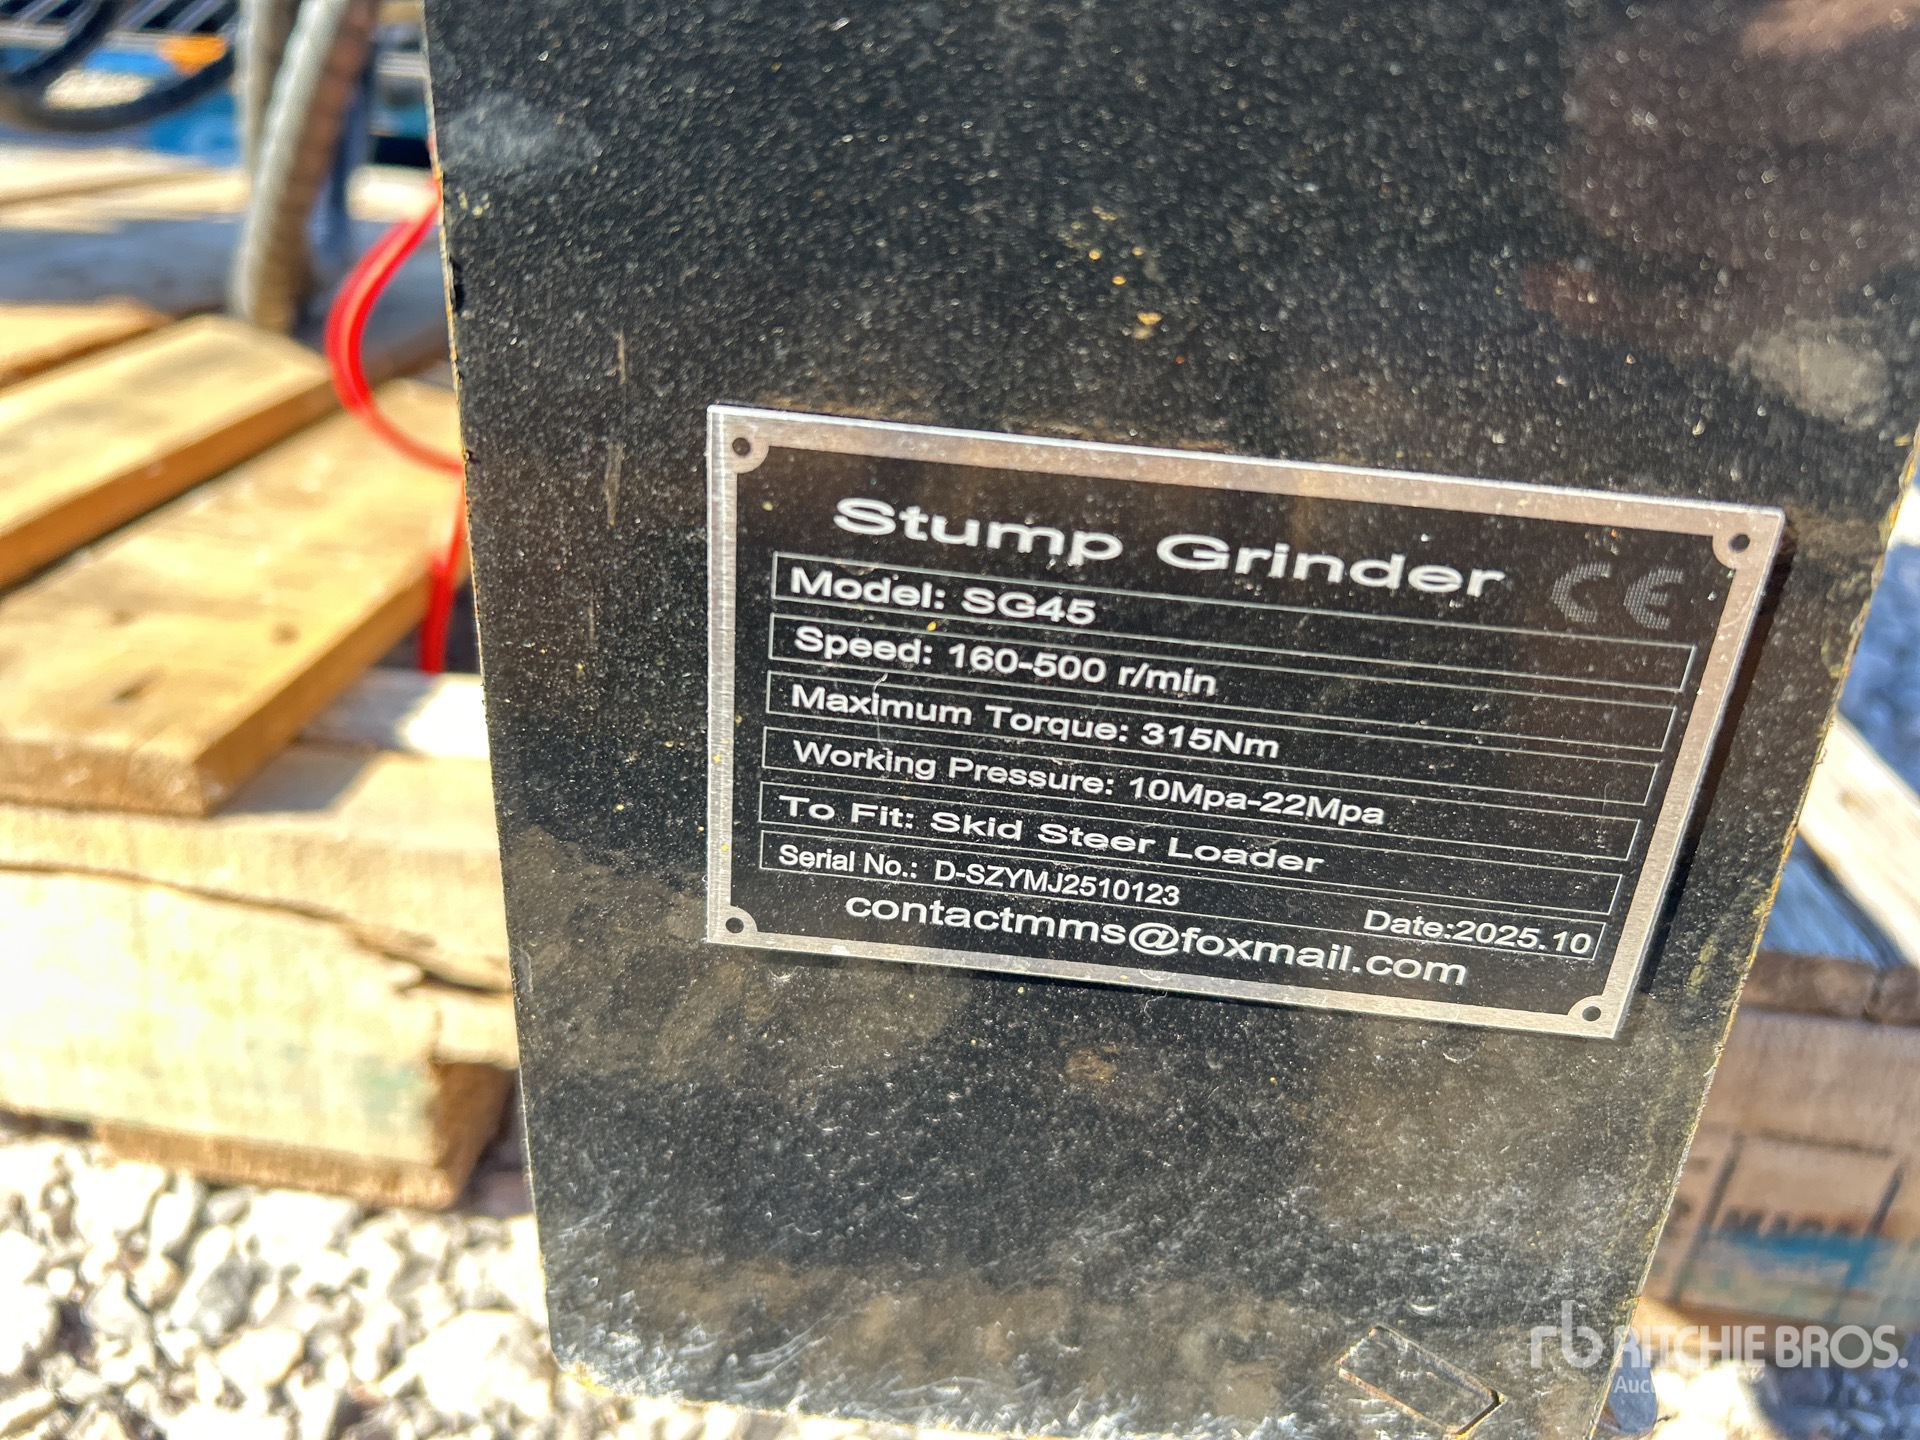 Stump Grinder
CE
Model: SG45
Speed: 160-500 r/min
Maximum Torque: 315Nm
Working Pressure: 10Mpa-22Mpa
To Fit: Skid Steer Loader
Serial No.: D-SZYMJ2510123
Date:2025.10
contactmms@foxmail.com
rb RITCHIE BROS.